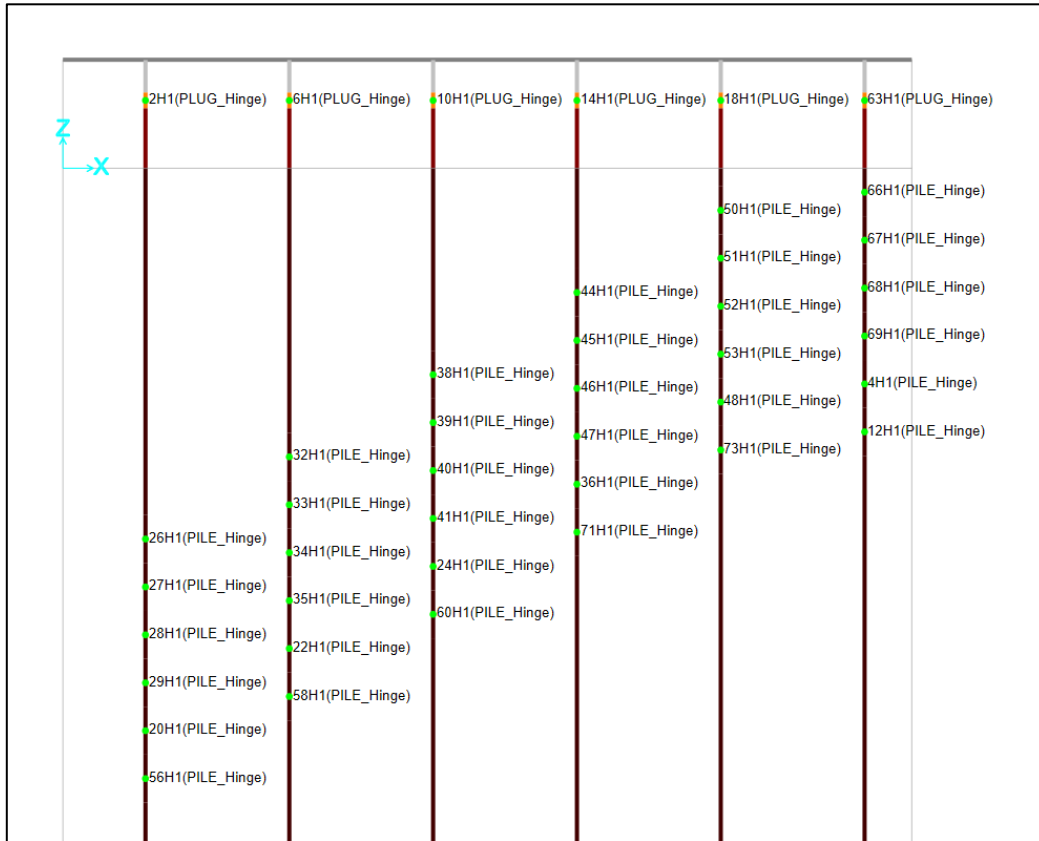 2H1(PLUG_Hinge) 6H1(PLUG_Hinge) 10H1(PLUG_Hinge) 14H1(PLUG_Hinge) 18H1(PLUG_Hinge) 63H1(PLUG_Hinge)
Z
X
66H1(PILE_Hinge)
50H1(PILE_Hinge)
67H1(PILE_Hinge)
51H1(PILE_Hinge)
68H1(PILE_Hinge)
44H1(PILE_Hinge)
52H1(PILE_Hinge)
69H1(PILE_Hinge)
45H1(PILE_Hinge)
53H1(PILE_Hinge)
38H1(PILE_Hinge)
4H1(PILE_Hinge)
46H1(PILE_Hinge)
48H1(PILE_Hinge)
39H1(PILE_Hinge)
12H1(PILE_Hinge)
47H1(PILE_Hinge)
73H1(PILE_Hinge)
32H1(PILE_Hinge)
40H1(PILE_Hinge)
36H1(PILE_Hinge)
33H1(PILE_Hinge)
41H1(PILE_Hinge)
71H1(PILE_Hinge)
26H1(PILE_Hinge)
34H1(PILE_Hinge)
24H1(PILE_Hinge)
27H1(PILE_Hinge)
35H1(PILE_Hinge)
60H1(PILE_Hinge)
28H1(PILE_Hinge)
22H1(PILE_Hinge)
29H1(PILE_Hinge)
58H1(PILE_Hinge)
20H1(PILE_Hinge)
56H1(PILE_Hinge)